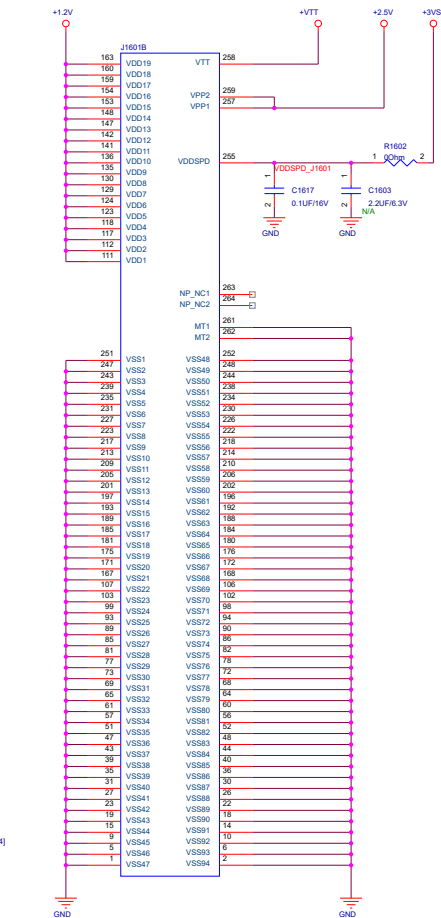 +1.2V
+VTT
+2.5V
+3VS
J1601B
163 VDD19 VTT 258
160 VDD18
159 VDD17
154 VDD16 VPP2 259
153 VDD15 VPP1 257
148 VDD14
147 VDD13
142 VDD12
141 VDD11
136 VDD10 VDDSPD 255
135 VDD9
130 VDD8
129 VDD7
124 VDD6
123 VDD5
118 VDD4
117 VDD3
112 VDD2
111 VDD1
R1602
1 0Ohm 2
VDDSPD_J1601
1 1
C1617 C1603
2 0.1UF/16V 2 2.2UF/6.3V
N/A
GND GND
NP_NC1 263
NP_NC2 264
MT1 261
MT2 262
251 VSS1 VSS48 252
247 VSS2 VSS49 248
243 VSS3 VSS50 244
239 VSS4 VSS51 238
235 VSS5 VSS52 234
231 VSS6 VSS53 230
227 VSS7 VSS54 226
223 VSS8 VSS55 222
217 VSS9 VSS56 218
213 VSS10 VSS57 214
209 VSS11 VSS58 210
205 VSS12 VSS59 206
201 VSS13 VSS60 202
197 VSS14 VSS61 196
193 VSS15 VSS62 192
189 VSS16 VSS63 188
185 VSS17 VSS64 184
181 VSS18 VSS65 180
175 VSS19 VSS66 176
171 VSS20 VSS67 172
167 VSS21 VSS68 168
107 VSS22 VSS69 106
103 VSS23 VSS70 102
99 VSS24 VSS71 98
93 VSS25 VSS72 94
89 VSS26 VSS73 90
85 VSS27 VSS74 86
81 VSS28 VSS75 82
77 VSS29 VSS76 78
73 VSS30 VSS77 72
69 VSS31 VSS78 68
65 VSS32 VSS79 64
61 VSS33 VSS80 60
57 VSS34 VSS81 56
51 VSS35 VSS82 52
47 VSS36 VSS83 48
43 VSS37 VSS84 44
39 VSS38 VSS85 40
35 VSS39 VSS86 36
31 VSS40 VSS87 30
27 VSS41 VSS88 26
23 VSS42 VSS89 22
19 VSS43 VSS90 18
15 VSS44 VSS91 14
9 VSS45 VSS92 10
5 VSS46 VSS93 6
1 VSS47 VSS94 2
4]
GND GND